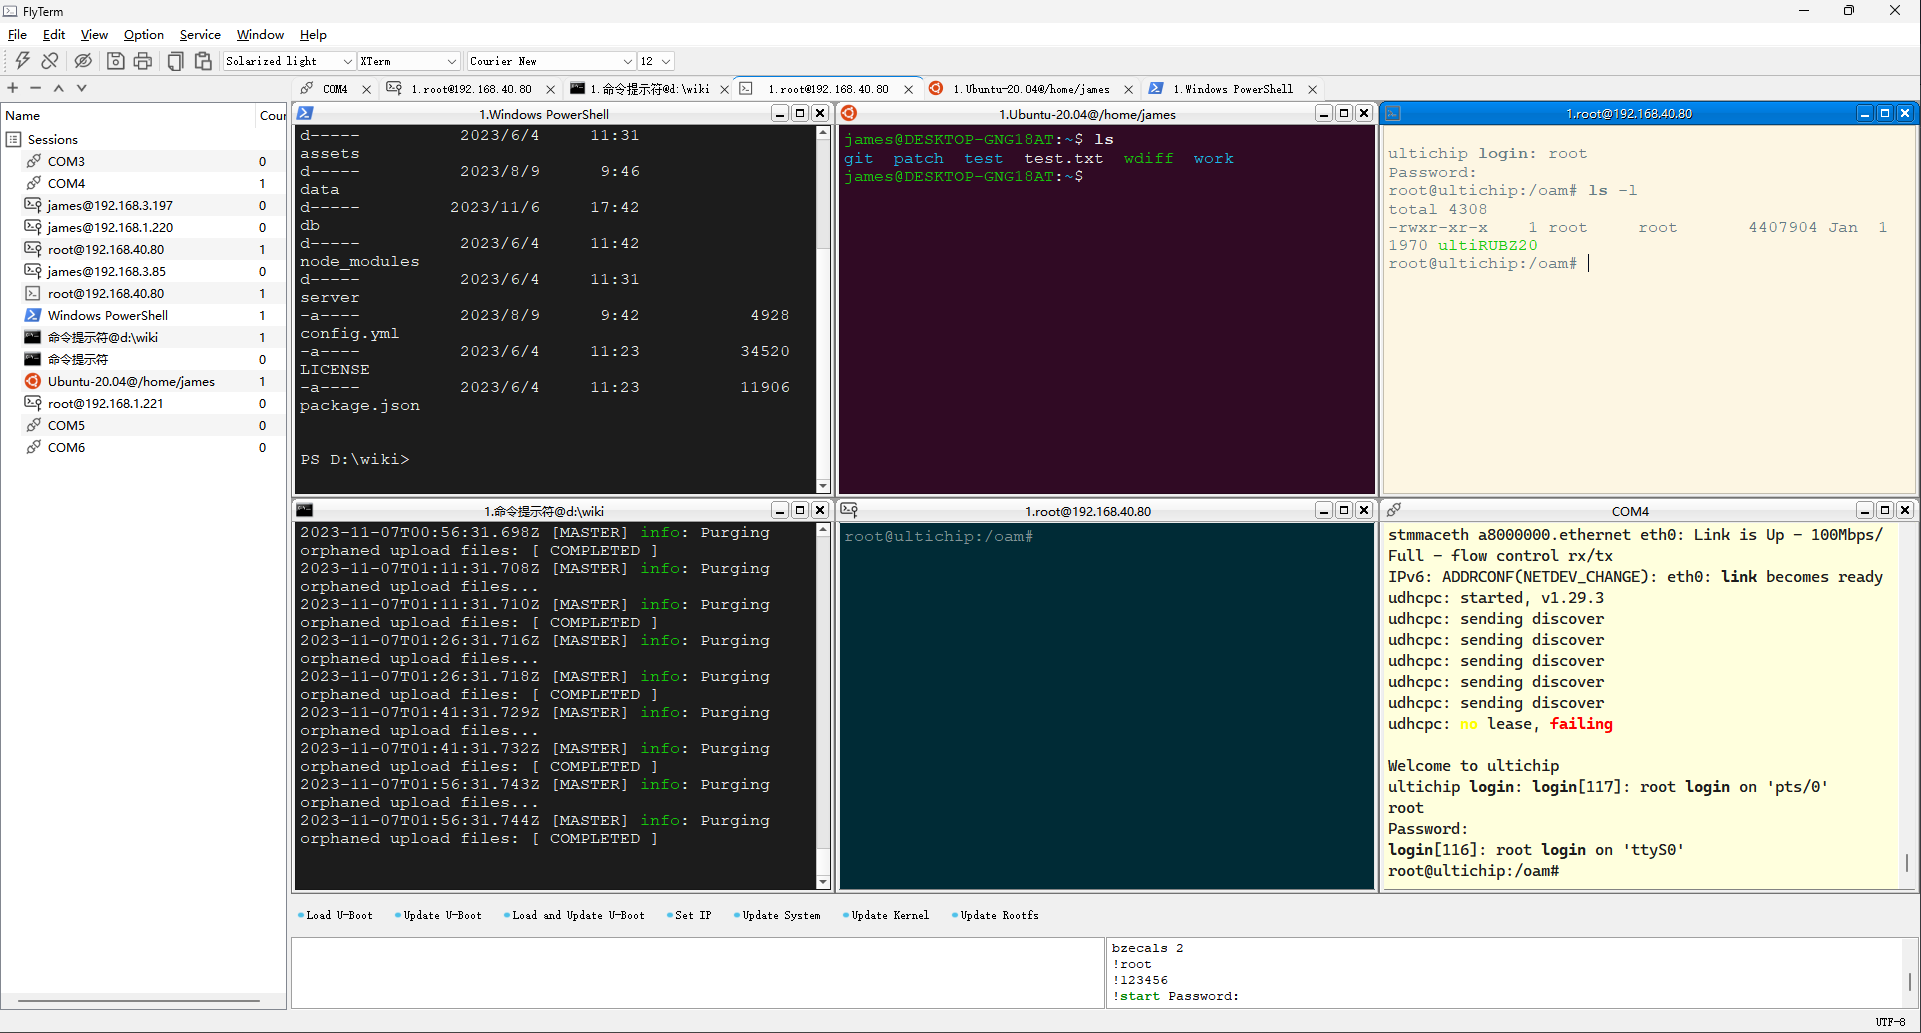 FlyTerm
File Edit View Option Service Window Help
Solarized light XTerm Courier New 12
COM4 1.root@192.168.40.80 1.命令提示符@d:\wiki 1.root@192.168.40.80 1.Ubuntu-20.04@/home/james 1.Windows PowerShell
Name Cour
Sessions
COM3 0
COM4 1
james@192.168.3.197 0
james@192.168.1.220 0
root@192.168.40.80 1
james@192.168.3.85 0
root@192.168.40.80 1
Windows PowerShell 1
命令提示符@d:\wiki 1
命令提示符 0
Ubuntu-20.04@/home/james 1
root@192.168.1.221 0
COM5 0
COM6 0
1.Windows PowerShell
d----- 2023/6/4 11:31
assets
d----- 2023/8/9 9:46
data
d----- 2023/11/6 17:42
db
d----- 2023/6/4 11:42
node_modules
d----- 2023/6/4 11:31
server
-a---- 2023/8/9 9:42 4928
config.yml
-a---- 2023/6/4 11:23 34520
LICENSE
-a---- 2023/6/4 11:23 11906
package.json
PS D:\wiki>
1.Ubuntu-20.04@/home/james
james@DESKTOP-GNG18AT:~$ ls
git patch test test.txt wdiff work
james@DESKTOP-GNG18AT:~$
1.root@192.168.40.80
ultichip login: root
Password:
root@ultichip:/oam# ls -l
total 4308
-rwxr-xr-x 1 root root 4407904 Jan 1
1970 ultiRUBZ20
root@ultichip:/oam#
1.命令提示符@d:\wiki
2023-11-07T00:56:31.698Z [MASTER] info: Purging
orphaned upload files: [ COMPLETED ]
2023-11-07T01:11:31.708Z [MASTER] info: Purging
orphaned upload files...
2023-11-07T01:11:31.710Z [MASTER] info: Purging
orphaned upload files: [ COMPLETED ]
2023-11-07T01:26:31.716Z [MASTER] info: Purging
orphaned upload files...
2023-11-07T01:26:31.718Z [MASTER] info: Purging
orphaned upload files: [ COMPLETED ]
2023-11-07T01:41:31.729Z [MASTER] info: Purging
orphaned upload files...
2023-11-07T01:41:31.732Z [MASTER] info: Purging
orphaned upload files: [ COMPLETED ]
2023-11-07T01:56:31.743Z [MASTER] info: Purging
orphaned upload files...
2023-11-07T01:56:31.744Z [MASTER] info: Purging
orphaned upload files: [ COMPLETED ]
1.root@192.168.40.80
root@ultichip:/oam#
COM4
stmmaceth a8000000.ethernet eth0: Link is Up - 100Mbps/
Full - flow control rx/tx
IPv6: ADDRCONF(NETDEV_CHANGE): eth0: link becomes ready
udhcpc: started, v1.29.3
udhcpc: sending discover
udhcpc: sending discover
udhcpc: sending discover
udhcpc: sending discover
udhcpc: sending discover
udhcpc: no lease, failing
Welcome to ultichip
ultichip login: login[117]: root login on 'pts/0'
root
Password:
login[116]: root login on 'ttyS0'
root@ultichip:/oam#
Load U-Boot Update U-Boot Load and Update U-Boot Set IP Update System Update Kernel Update Rootfs
bzecals 2
!root
!123456
!start Password:
UTF-8